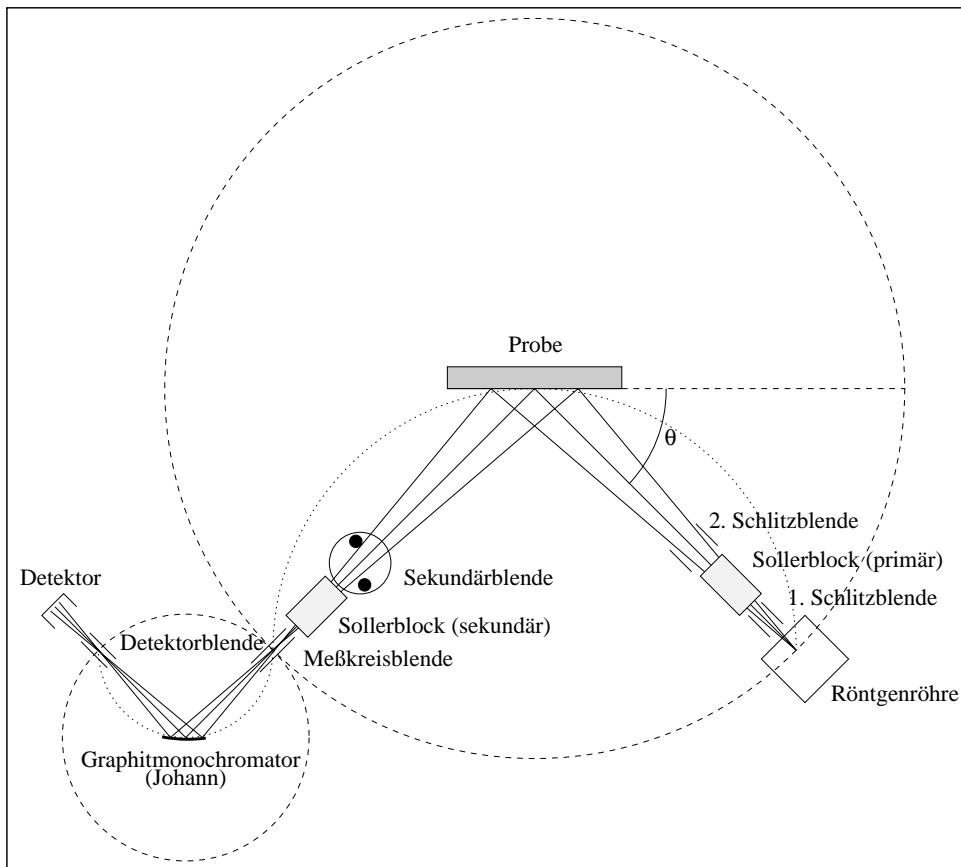 Probe
θ
2. Schlitzblende
Sollerblock (primär)
1. Schlitzblende
Röntgenröhre
Sekundärblende
Sollerblock (sekundär)
Meßkreisblende
Detektor
Detektorblende
Graphitmonochromator
(Johann)